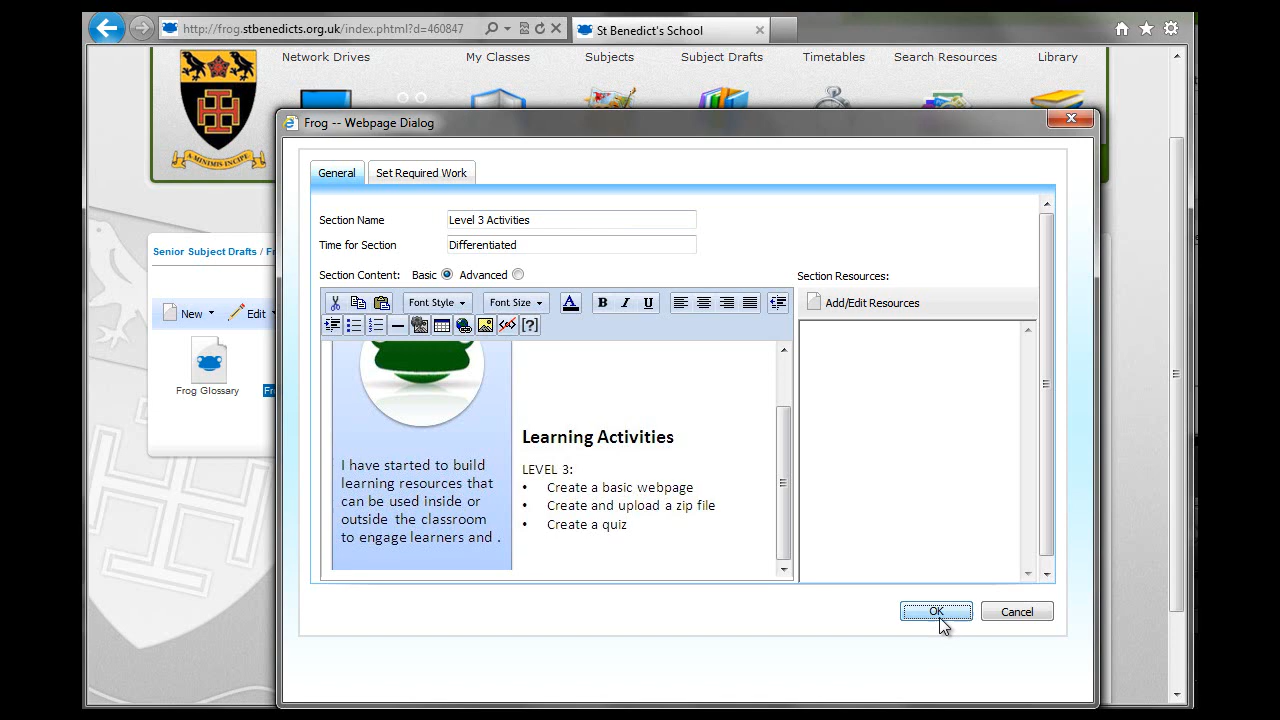 http://frog.stbenedicts.org.uk/index.phtml?d=460847
St Benedict's School
Network Drives
My Classes
Subjects
Subject Drafts
Timetables
Search Resources
Library
A MINIMIS INCIPE
Frog -- Webpage Dialog
General
Set Required Work
Section Name
Level 3 Activities
Time for Section
Differentiated
Section Content: Basic Advanced
Section Resources:
Font Style
Font Size
B I U
Add/Edit Resources
Senior Subject Drafts / Fr
New
Edit
Frog Glossary
Fr
I have started to build
learning resources that
can be used inside or
outside the classroom
to engage learners and .
Learning Activities
LEVEL 3:
• Create a basic webpage
• Create and upload a zip file
• Create a quiz
OK
Cancel